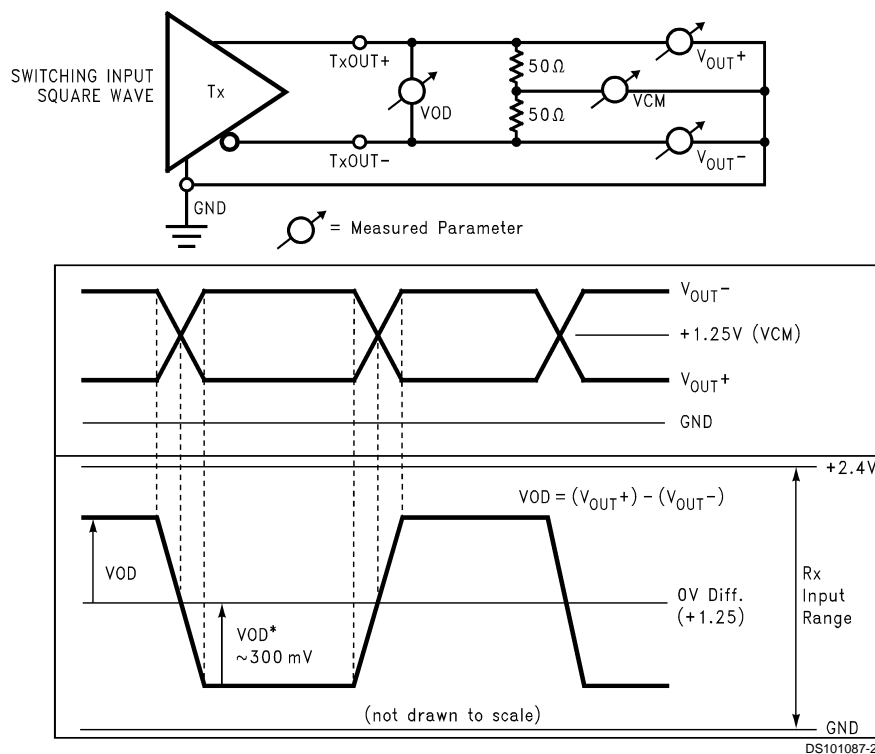 SWITCHING INPUT
SQUARE WAVE
Tx
TxOUT+
TxOUT-
VOD
50Ω
50Ω
VCM
VOUT+
VOUT-
GND
= Measured Parameter
VOUT-
+1.25V (VCM)
VOUT+
GND
+2.4V
VOD = (VOUT+) - (VOUT-)
VOD
0V Diff.
(+1.25)
Rx
Input
Range
VOD*
~300 mV
(not drawn to scale)
GND
DS101087-2